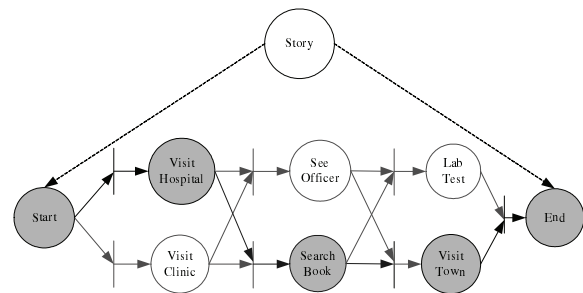 Story
Visit
Hospital
See
Officer
Lab
Test
Start
End
Visit
Clinic
Search
Book
Visit
Town